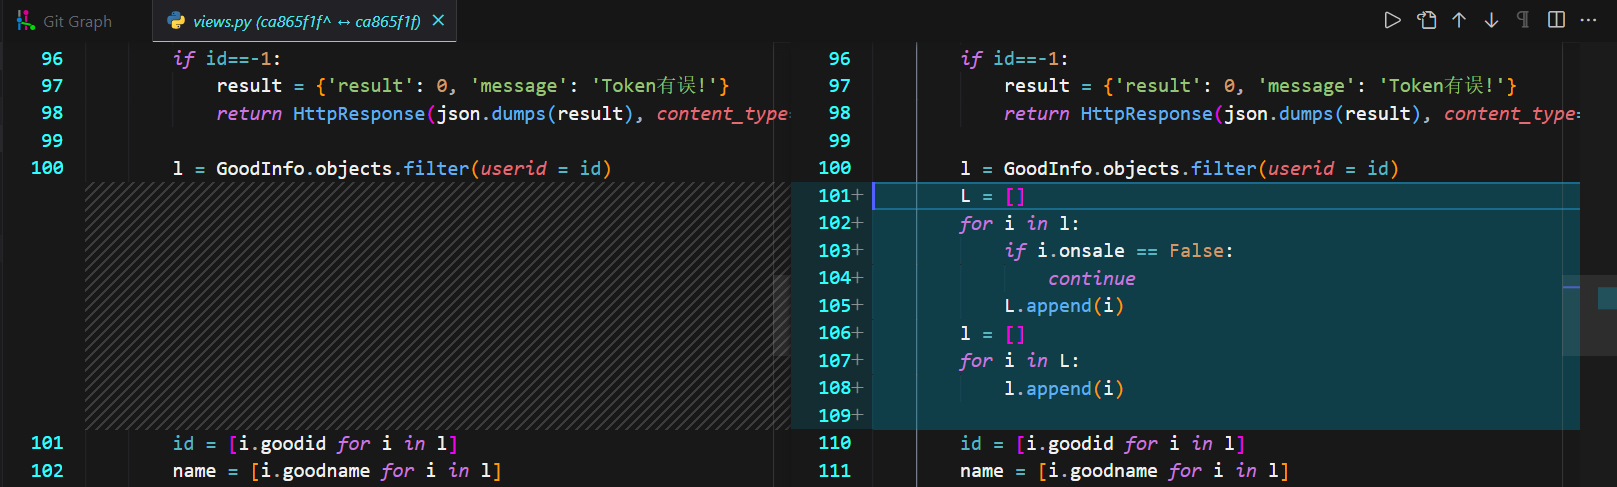 Git Graph
views.py (ca865f1f^ ↔ ca865f1f)
96 if id==-1:
97 result = {'result': 0, 'message': 'Token有误!'}
98 return HttpResponse(json.dumps(result), content_type=
99
100 l = GoodInfo.objects.filter(userid = id)
101 id = [i.goodid for i in l]
102 name = [i.goodname for i in l]
96 if id==-1:
97 result = {'result': 0, 'message': 'Token有误!'}
98 return HttpResponse(json.dumps(result), content_type=
99
100 l = GoodInfo.objects.filter(userid = id)
101+ L = []
102+ for i in l:
103+ if i.onsale == False:
104+ continue
105+ L.append(i)
106+ l = []
107+ for i in L:
108+ l.append(i)
109+
110 id = [i.goodid for i in l]
111 name = [i.goodname for i in l]